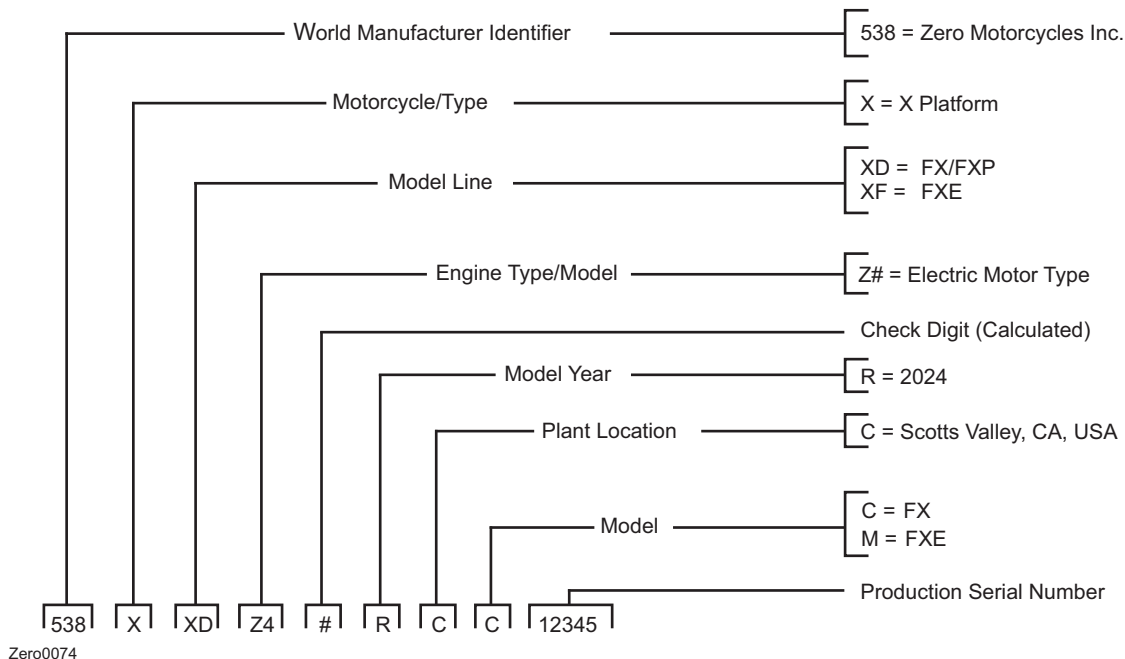 World Manufacturer Identifier 538 = Zero Motorcycles Inc.
Motorcycle/Type X = X Platform
Model Line XD = FX/FXP
XF = FXE
Engine Type/Model Z# = Electric Motor Type
Check Digit (Calculated)
Model Year R = 2024
Plant Location C = Scotts Valley, CA, USA
Model C = FX
M = FXE
Production Serial Number
538 X XD Z4 # R C C 12345
Zero0074